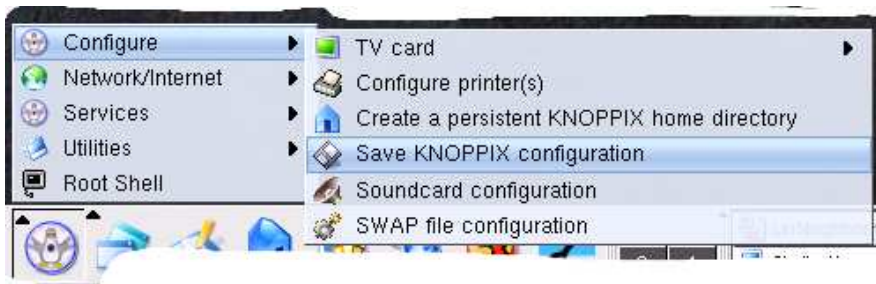 Configure
Network/Internet
Services
Utilities
Root Shell
TV card
Configure printer(s)
Create a persistent KNOPPIX home directory
Save KNOPPIX configuration
Soundcard configuration
SWAP file configuration